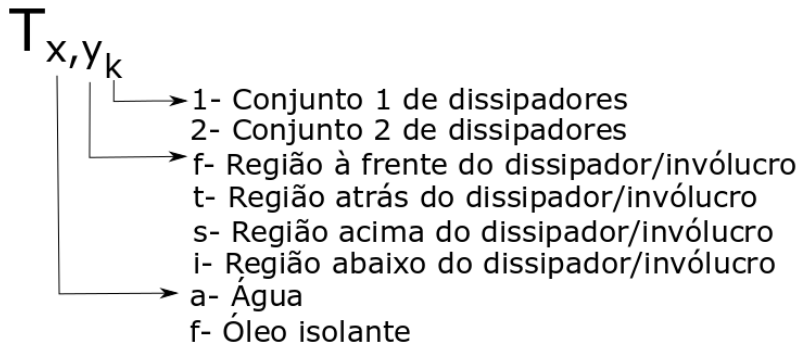 Tx,yk
1- Conjunto 1 de dissipadores
2- Conjunto 2 de dissipadores
f- Região à frente do dissipador/invólucro
t- Região atrás do dissipador/invólucro
s- Região acima do dissipador/invólucro
i- Região abaixo do dissipador/invólucro
a- Água
f- Óleo isolante